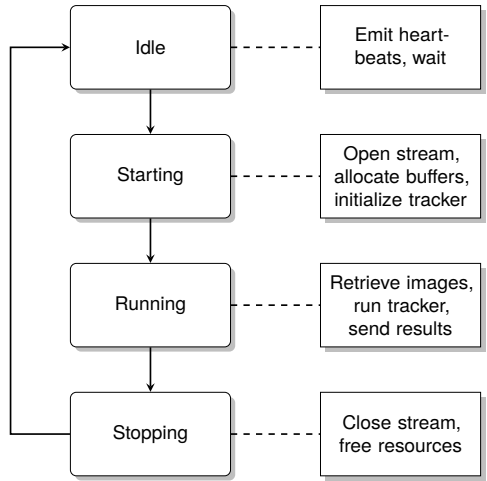 Idle
Emit heart-
beats, wait
Starting
Open stream,
allocate buffers,
initialize tracker
Running
Retrieve images,
run tracker,
send results
Stopping
Close stream,
free resources